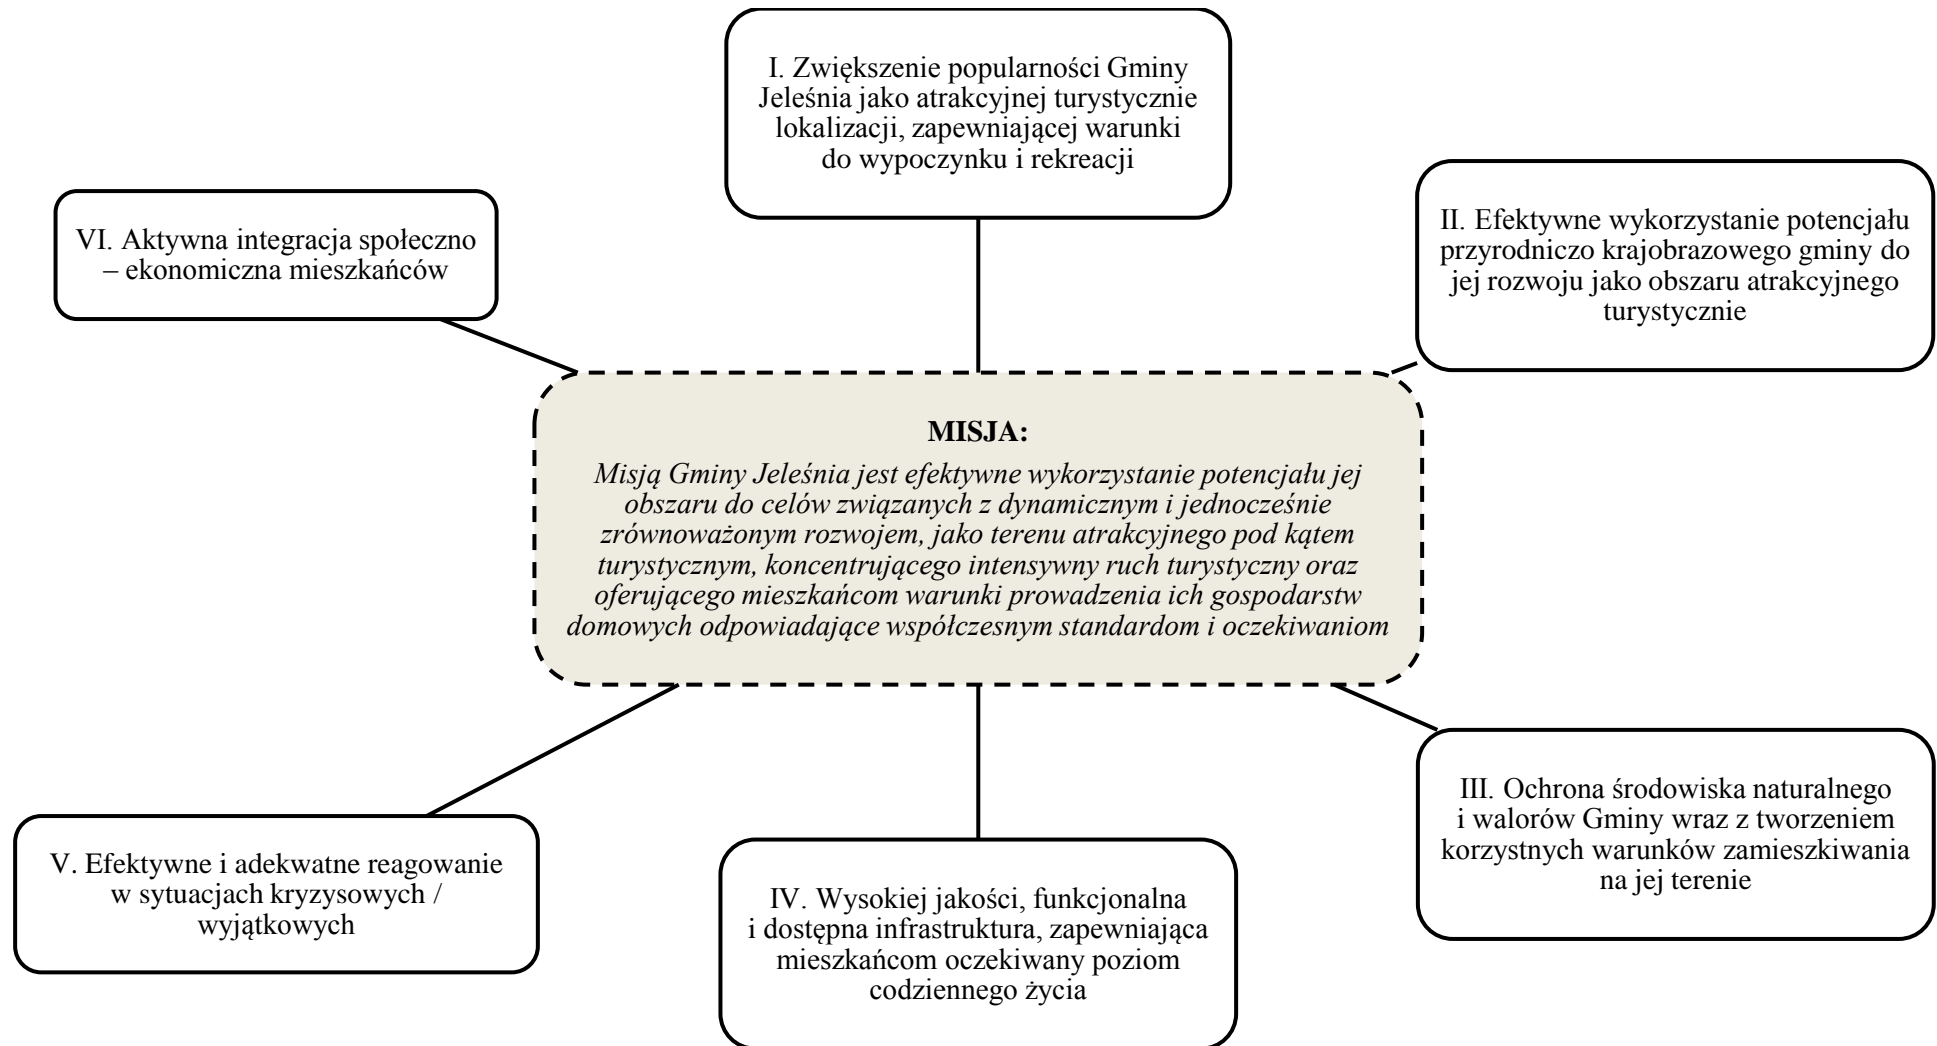 I. Zwiększenie popularności Gminy
Jeleśnia jako atrakcyjnej turystycznie
lokalizacji, zapewniającej warunki
do wypoczynku i rekreacji
II. Efektywne wykorzystanie potencjału
przyrodniczo krajobrazowego gminy do
jej rozwoju jako obszaru atrakcyjnego
turystycznie
VI. Aktywna integracja społeczno
– ekonomiczna mieszkańców
MISJA:
Misją Gminy Jeleśnia jest efektywne wykorzystanie potencjału jej
obszaru do celów związanych z dynamicznym i jednocześnie
zrównoważonym rozwojem, jako terenu atrakcyjnego pod kątem
turystycznym, koncentrującego intensywny ruch turystyczny oraz
oferującego mieszkańcom warunki prowadzenia ich gospodarstw
domowych odpowiadające współczesnym standardom i oczekiwaniom
III. Ochrona środowiska naturalnego
i walorów Gminy wraz z tworzeniem
korzystnych warunków zamieszkiwania
na jej terenie
IV. Wysokiej jakości, funkcjonalna
i dostępna infrastruktura, zapewniająca
mieszkańcom oczekiwany poziom
codziennego życia
V. Efektywne i adekwatne reagowanie
w sytuacjach kryzysowych /
wyjątkowych